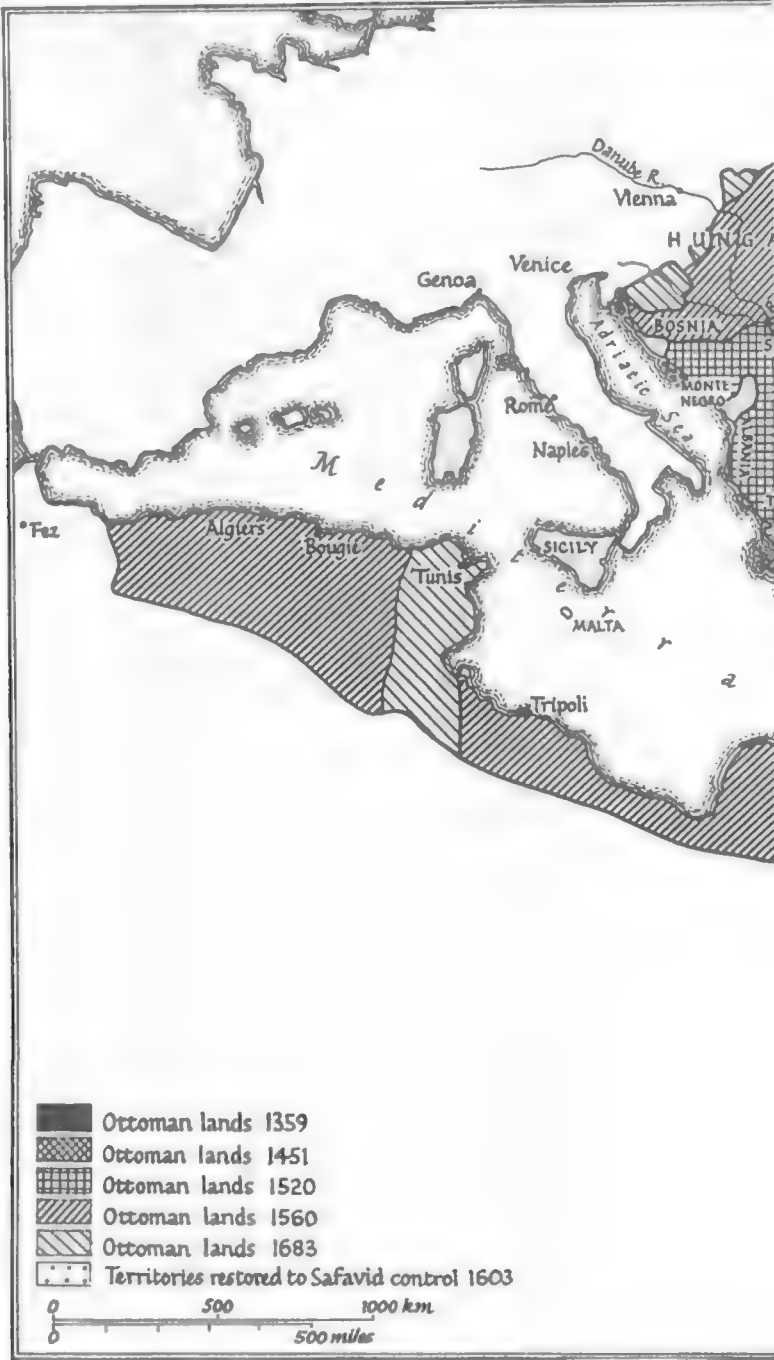 Danube R.
Vienna
HUNGA
Genoa
Venice
BOSNIA
S
Adriatic Sea
MONTE-
NEGRO
ALBANIA
Rome
Naples
M e d i t e r r a
Fez
Algiers
Bougie
Tunis
SICILY
MALTA
Tripoli
Ottoman lands 1359
Ottoman lands 1451
Ottoman lands 1520
Ottoman lands 1560
Ottoman lands 1683
Territories restored to Safavid control 1603
0 500 1000 km
0 500 miles